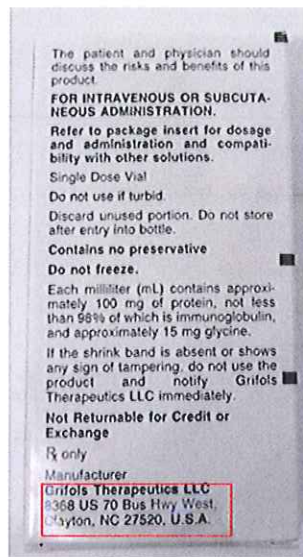 The patient and physician should
discuss the risks and benefits of this
product.
FOR INTRAVENOUS OR SUBCUTA-
NEOUS ADMINISTRATION.
Refer to package insert for dosage
and administration and compati-
bility with other solutions.
Single Dose Vial
Do not use if turbid.
Discard unused portion. Do not store
after entry into bottle.
Contains no preservative
Do not freeze.
Each milliliter (mL) contains approxi-
mately 100 mg of protein, not less
than 98% of which is immunoglobulin,
and approximately 15 mg glycine.
If the shrink band is absent or shows
any sign of tampering, do not use the
product and notify Grifols
Therapeutics LLC immediately.
Not Returnable for Credit or
Exchange
℞ only
Manufacturer
Grifols Therapeutics LLC
8368 US 70 Bus Hwy West,
Clayton, NC 27520, U.S.A.